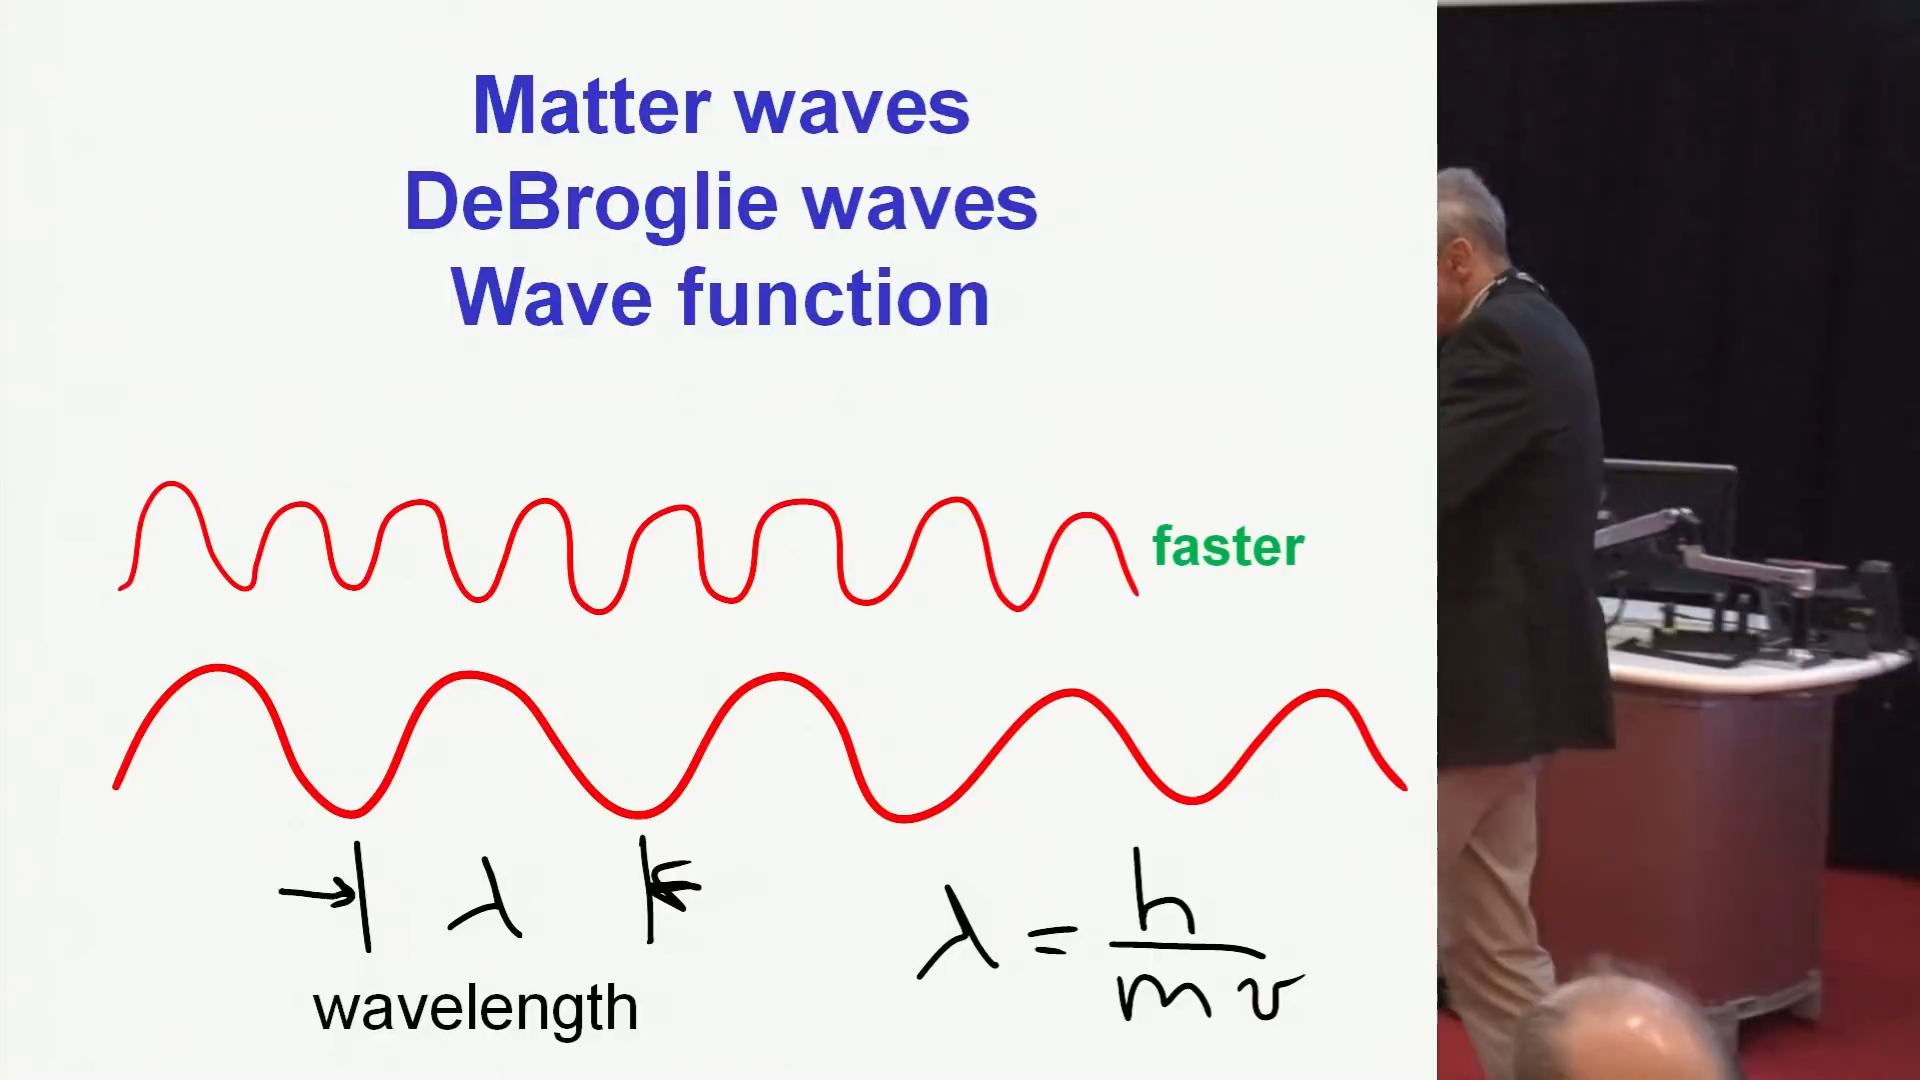 Matter waves
DeBroglie waves
Wave function
faster
λ
wavelength
λ = h / mv